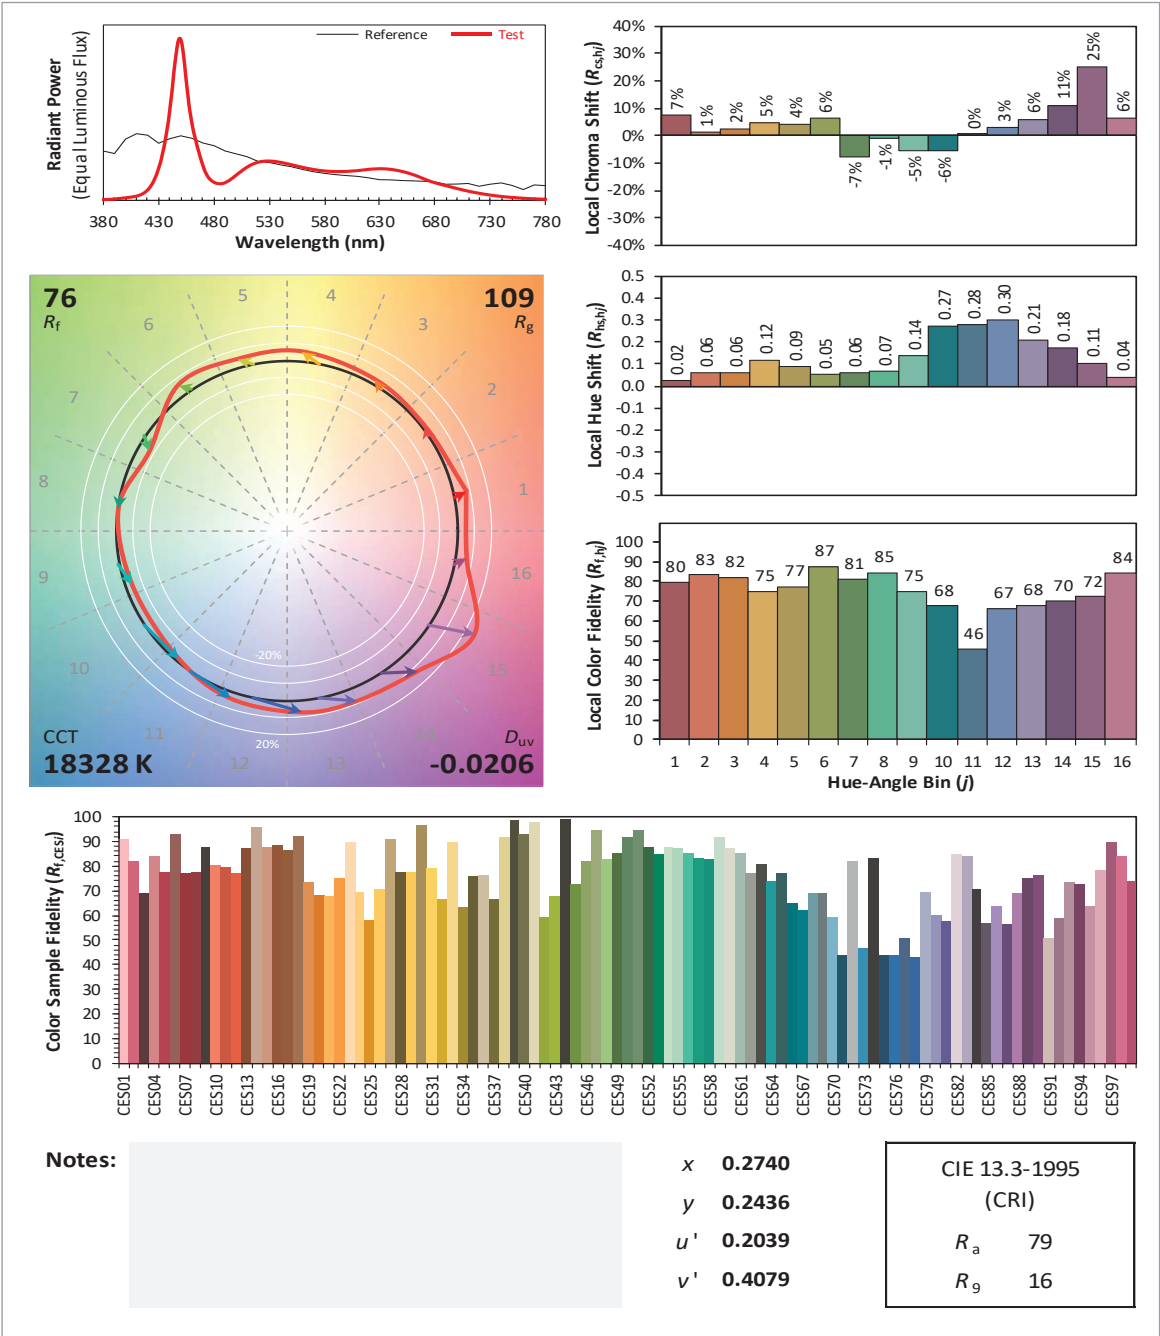 Reference Test
Radiant Power
(Equal Luminous Flux)
380 430 480 530 580 630 680 730 780
Wavelength (nm)
Local Chroma Shift (Rcs,hj)
40%
30%
20%
10%
0%
-10%
-20%
-30%
-40%
7% 1% 2% 5% 4% 6% -7% -1% -5% -6% 0% 3% 6% 11% 25% 6%
76
Rf
109
Rg
1 2 3 4 5 6 7 8 9 10 11 12 13 14 15 16
-20%
20%
CCT
18328 K
Duv
-0.0206
Local Hue Shift (Rhs,hj)
0.5
0.4
0.3
0.2
0.1
0.0
-0.1
-0.2
-0.3
-0.4
-0.5
0.02 0.06 0.06 0.12 0.09 0.05 0.06 0.07 0.14 0.27 0.28 0.30 0.21 0.18 0.11 0.04
Local Color Fidelity (Rf,hj)
100
90
80
70
60
50
40
30
20
10
0
80 83 82 75 77 87 81 85 75 68 46 67 68 70 72 84
1 2 3 4 5 6 7 8 9 10 11 12 13 14 15 16
Hue-Angle Bin (j)
Color Sample Fidelity (Rf,CESi)
100
90
80
70
60
50
40
30
20
10
0
CES01 CES04 CES07 CES10 CES13 CES16 CES19 CES22 CES25 CES28 CES31 CES34 CES37 CES40 CES43 CES46 CES49 CES52 CES55 CES58 CES61 CES64 CES67 CES70 CES73 CES76 CES79 CES82 CES85 CES88 CES91 CES94 CES97
Notes:
x 0.2740
y 0.2436
u' 0.2039
v' 0.4079
CIE 13.3-1995
(CRI)
Ra 79
R9 16